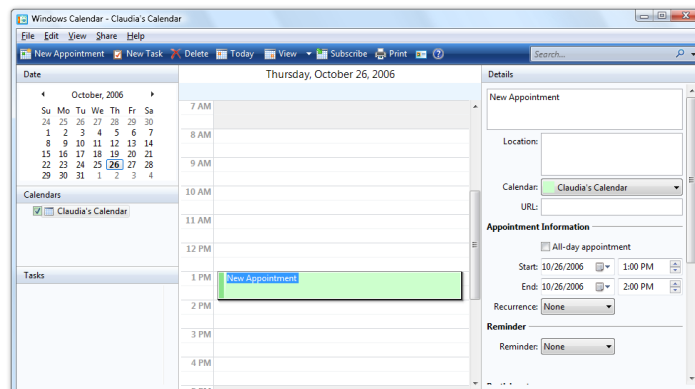 Windows Calendar - Claudia's Calendar
File Edit View Share Help
New Appointment New Task Delete Today View Subscribe Print
Search...
Date
October, 2006
Su Mo Tu We Th Fr Sa
24 25 26 27 28 29 30
1 2 3 4 5 6 7
8 9 10 11 12 13 14
15 16 17 18 19 20 21
22 23 24 25 26 27 28
29 30 31 1 2 3 4
Calendars
Claudia's Calendar
Tasks
Thursday, October 26, 2006
7 AM
8 AM
9 AM
10 AM
11 AM
12 PM
1 PM New Appointment
2 PM
3 PM
4 PM
Details
New Appointment
Location:
Calendar: Claudia's Calendar
URL:
Appointment Information
All-day appointment
Start: 10/26/2006 1:00 PM
End: 10/26/2006 2:00 PM
Recurrence: None
Reminder
Reminder: None